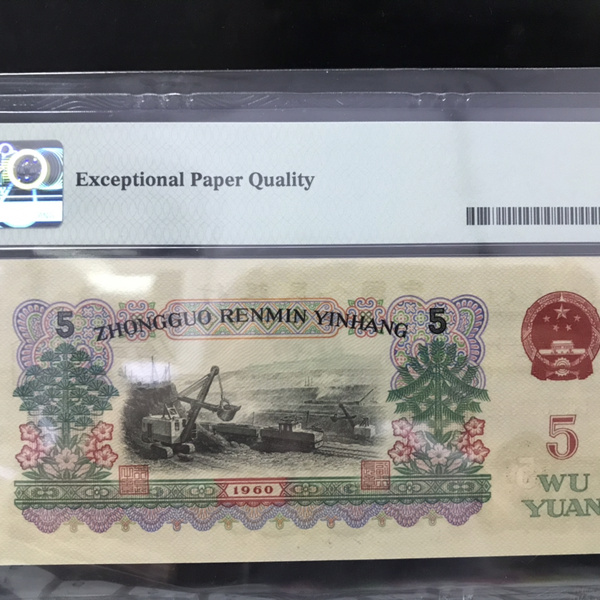 Exceptional Paper Quality
5 ZHONGGUO RENMIN YINHANG 5
5
WU
YUAN
1960